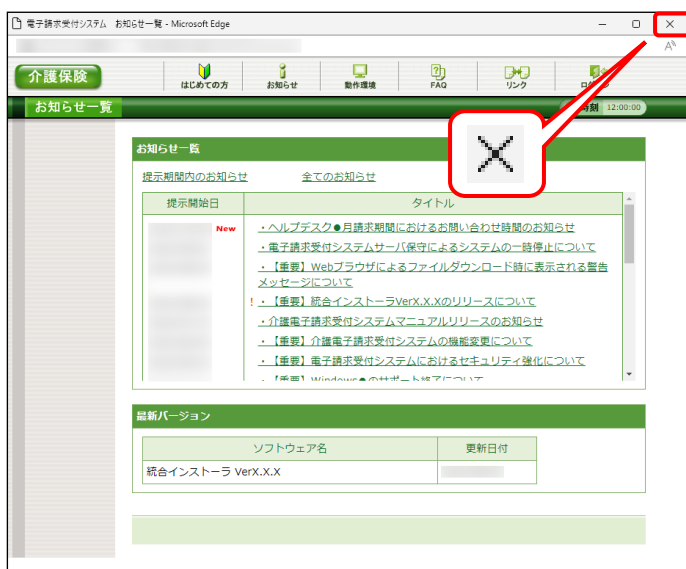 電子請求受付システム お知らせ一覧 - Microsoft Edge
介護保険
はじめての方 お知らせ 動作環境 FAQ リンク
お知らせ一覧
12:00:00
お知らせ一覧
提示期間内のお知らせ 全てのお知らせ
提示開始日 タイトル
New ・ヘルプデスク●月請求期間におけるお問い合わせ時間のお知らせ
・電子請求受付システムサーバ保守によるシステムの一時停止について
・【重要】Webブラウザによるファイルダウンロード時に表示される警告
メッセージについて
! ・【重要】統合インストーラVerX.X.Xのリリースについて
・介護電子請求受付システムマニュアルリリースのお知らせ
・【重要】介護電子請求受付システムの機能変更について
・【重要】電子請求受付システムにおけるセキュリティ強化について
・【重要】Windows●のサポート終了について
最新バージョン
ソフトウェア名 更新日付
統合インストーラ VerX.X.X